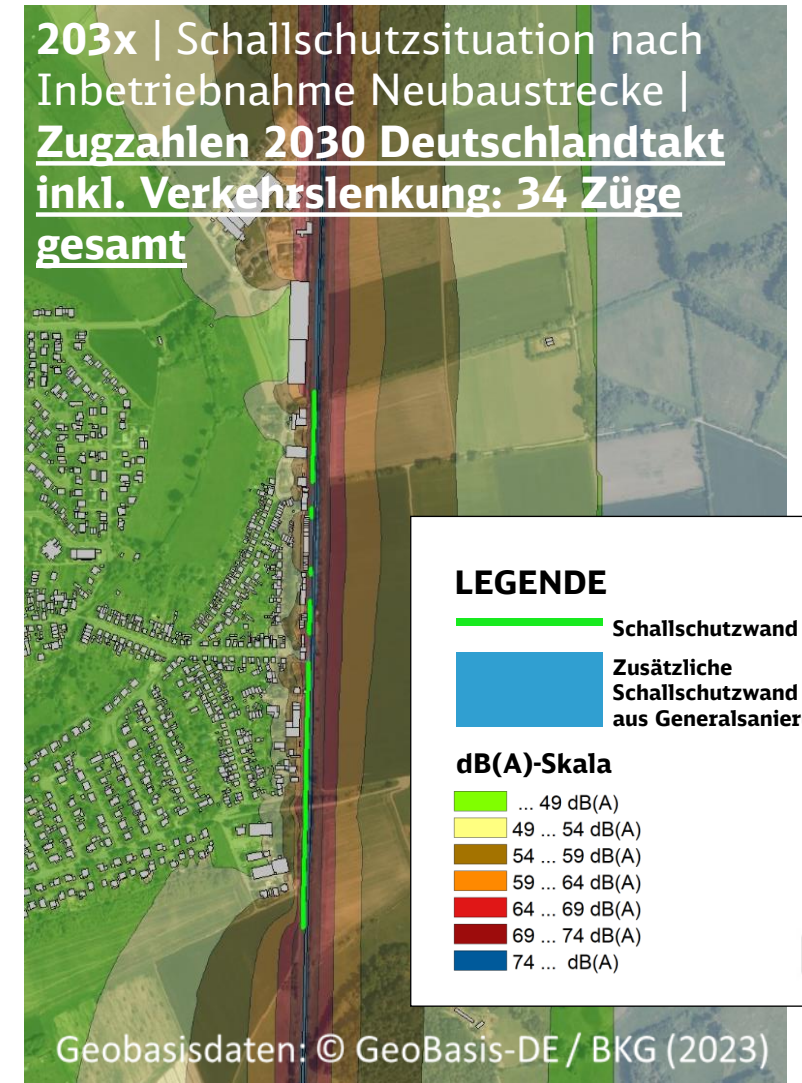 203x | Schallschutzsituation nach
Inbetriebnahme Neubaustrecke |
Zugzahlen 2030 Deutschlandtakt
inkl. Verkehrslenkung: 34 Züge
gesamt
LEGENDE
Schallschutzwand
Zusätzliche
Schallschutzwand
aus Generalsanier
dB(A)-Skala
... 49 dB(A)
49 ... 54 dB(A)
54 ... 59 dB(A)
59 ... 64 dB(A)
64 ... 69 dB(A)
69 ... 74 dB(A)
74 ... dB(A)
Geobasisdaten: © GeoBasis-DE / BKG (2023)